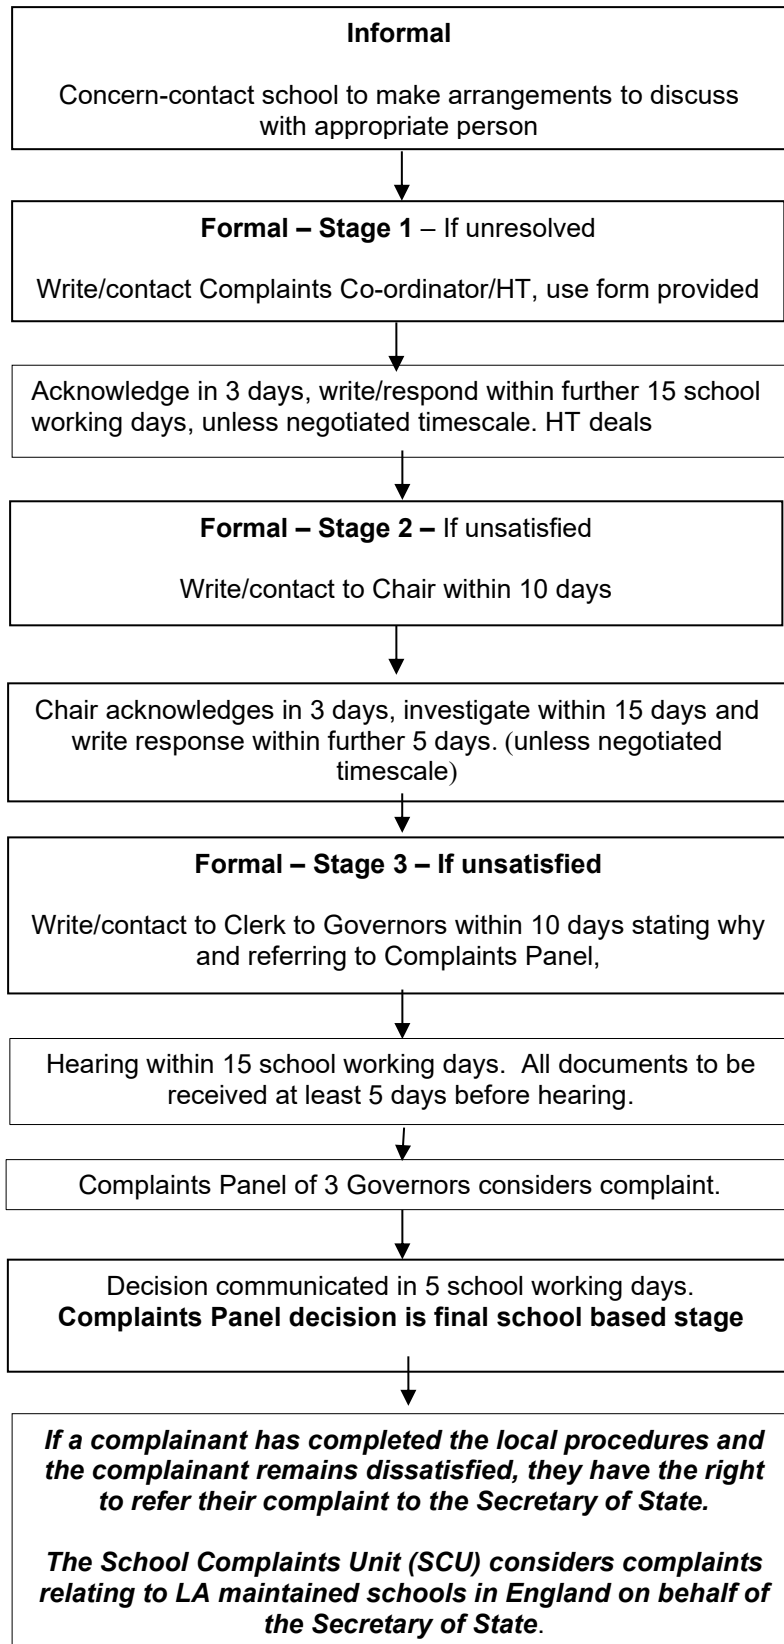 Informal
Concern-contact school to make arrangements to discuss
with appropriate person
Formal – Stage 1 – If unresolved
Write/contact Complaints Co-ordinator/HT, use form provided
Acknowledge in 3 days, write/respond within further 15 school
working days, unless negotiated timescale. HT deals
Formal – Stage 2 – If unsatisfied
Write/contact to Chair within 10 days
Chair acknowledges in 3 days, investigate within 15 days and
write response within further 5 days. (unless negotiated
timescale)
Formal – Stage 3 – If unsatisfied
Write/contact to Clerk to Governors within 10 days stating why
and referring to Complaints Panel,
Hearing within 15 school working days.  All documents to be
received at least 5 days before hearing.
Complaints Panel of 3 Governors considers complaint.
Decision communicated in 5 school working days.
Complaints Panel decision is final school based stage
If a complainant has completed the local procedures and
the complainant remains dissatisfied, they have the right
to refer their complaint to the Secretary of State.
The School Complaints Unit (SCU) considers complaints
relating to LA maintained schools in England on behalf of
the Secretary of State.